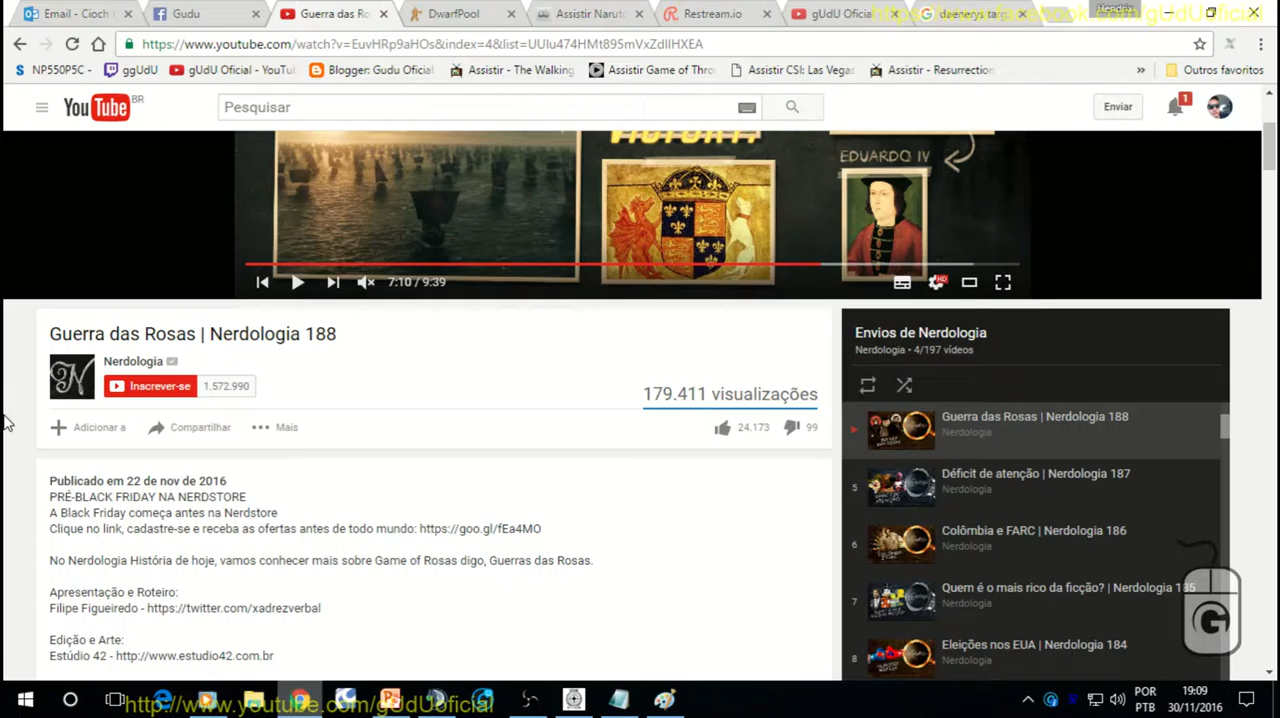 Email - Cioch H
Gudu
Guerra das Ro
DwarfPool
Assistir Naruto
Restream.io
gUdU Oficial
daenerys targ
Hendrix
https://www.youtube.com/watch?v=EuvHRp9aHOs&index=4&list=UUlu474HMt895mVxZdIIHXEA
NP550P5C -
ggUdU
gUdU Oficial - YouTu
Blogger: Gudu Oficial
Assistir - The Walking
Assistir Game of Thro
Assistir CSI: Las Vegas
Assistir - Resurrection
»
Outros favoritos
YouTube BR
Pesquisar
Enviar
1
EDUARDO IV
7:10 / 9:39
HD
Guerra das Rosas | Nerdologia 188
Nerdologia
Inscrever-se 1.572.990
179.411 visualizações
Adicionar a
Compartilhar
Mais
24.173
99
Publicado em 22 de nov de 2016
PRÉ-BLACK FRIDAY NA NERDSTORE
A Black Friday começa antes na Nerdstore
Clique no link, cadastre-se e receba as ofertas antes de todo mundo: https://goo.gl/fEa4MO
No Nerdologia História de hoje, vamos conhecer mais sobre Game of Rosas digo, Guerras das Rosas.
Apresentação e Roteiro:
Filipe Figueiredo - https://twitter.com/xadrezverbal
Edição e Arte:
Estúdio 42 - http://www.estudio42.com.br
Envios de Nerdologia
Nerdologia • 4/197 vídeos
Guerra das Rosas | Nerdologia 188
Nerdologia
5
Déficit de atenção | Nerdologia 187
Nerdologia
6
Colômbia e FARC | Nerdologia 186
Nerdologia
7
Quem é o mais rico da ficção? | Nerdologia 185
Nerdologia
8
Eleições nos EUA | Nerdologia 184
Nerdologia
G
http://www.youtube.com/gUdUoficial
POR
PTB
19:09
30/11/2016